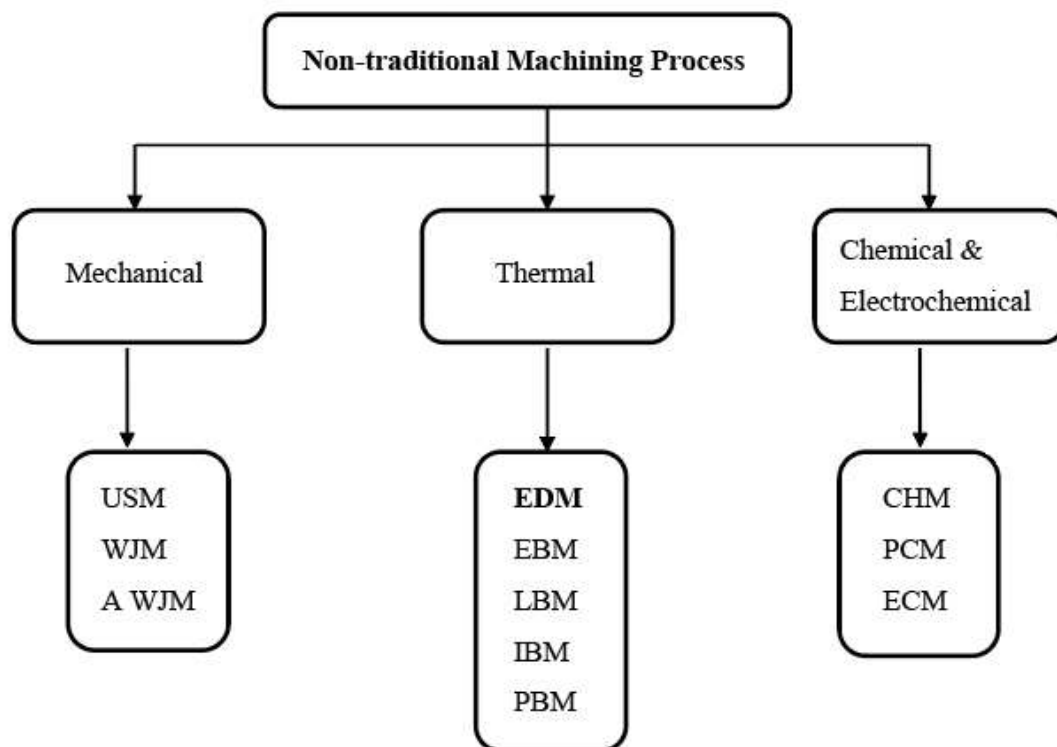 Non-traditional Machining Process
Mechanical
Thermal
Chemical &
Electrochemical
USM
WJM
A WJM
EDM
EBM
LBM
IBM
PBM
CHM
PCM
ECM